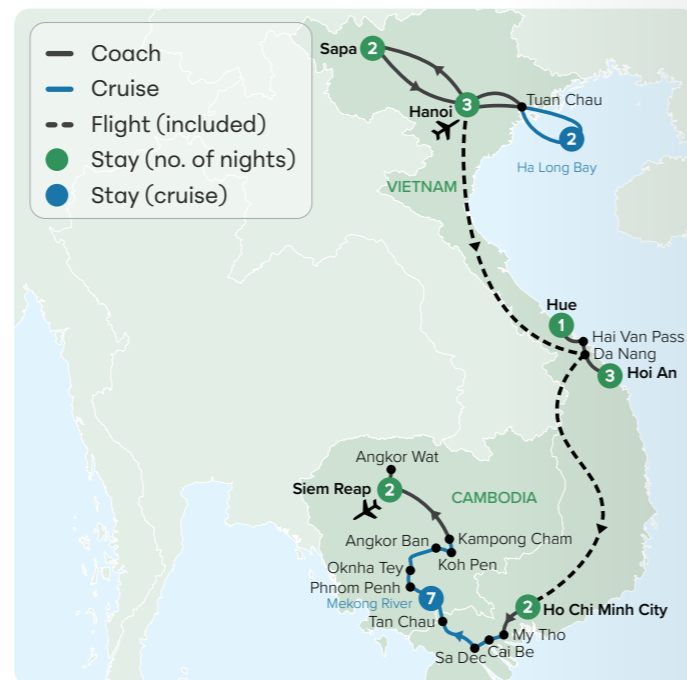 Coach
Cruise
Flight (included)
Stay (no. of nights)
Stay (cruise)
Sapa 2
Hanoi 3
Tuan Chau
2
Ha Long Bay
VIETNAM
Hue
1
Hai Van Pass
Da Nang
3 Hoi An
Angkor Wat
Siem Reap 2
CAMBODIA
Angkor Ban
Kampong Cham
Koh Pen
Oknha Tey
Phnom Penh
7
Mekong River
Tan Chau
2 Ho Chi Minh City
My Tho
Cai Be
Sa Dec